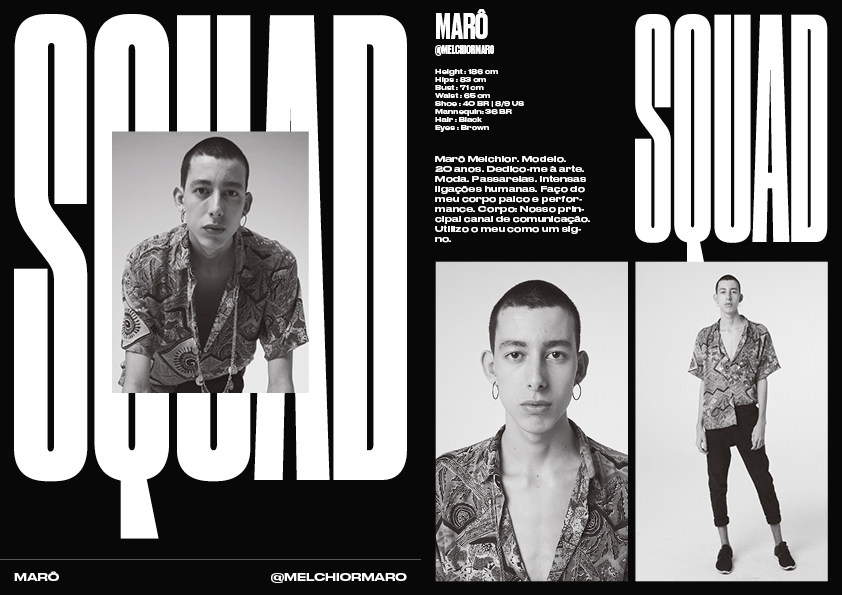 SQUAD
MARÔ
@MELCHIORMARO
MARÔ
@MELCHIORMARO
Height: 186 cm
Hips : 83 cm
Bust : 71 cm
Waist : 65 cm
Shoe : 40 BR | 8/9 US
Mannequin: 36 BR
Hair : Black
Eyes : Brown
Marô Melchior. Modelo.
20 anos. Dedico-me à arte.
Moda. Passarelas. Intensas
ligações humanas. Faço do
meu corpo palco e perfor-
mance. Corpo: Nosso prin-
cipal canal de comunicação.
Utilizo o meu como um sig-
no.
SQUAD